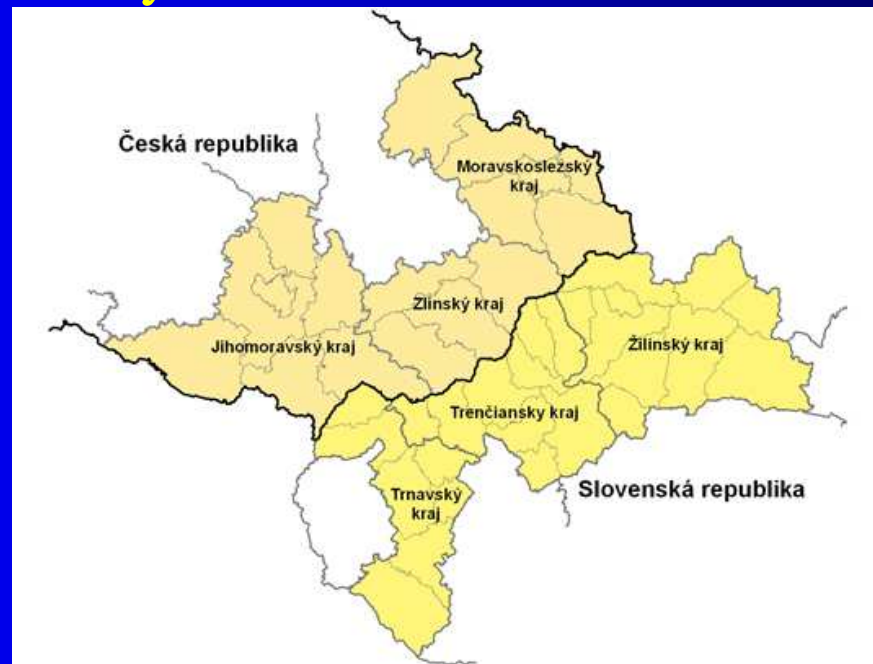 Česká republika
Moravskoslezský
kraj
Zlínský kraj
Jihomoravský kraj
Žilinský kraj
Trenčiansky kraj
Slovenská republika
Trnavský
kraj